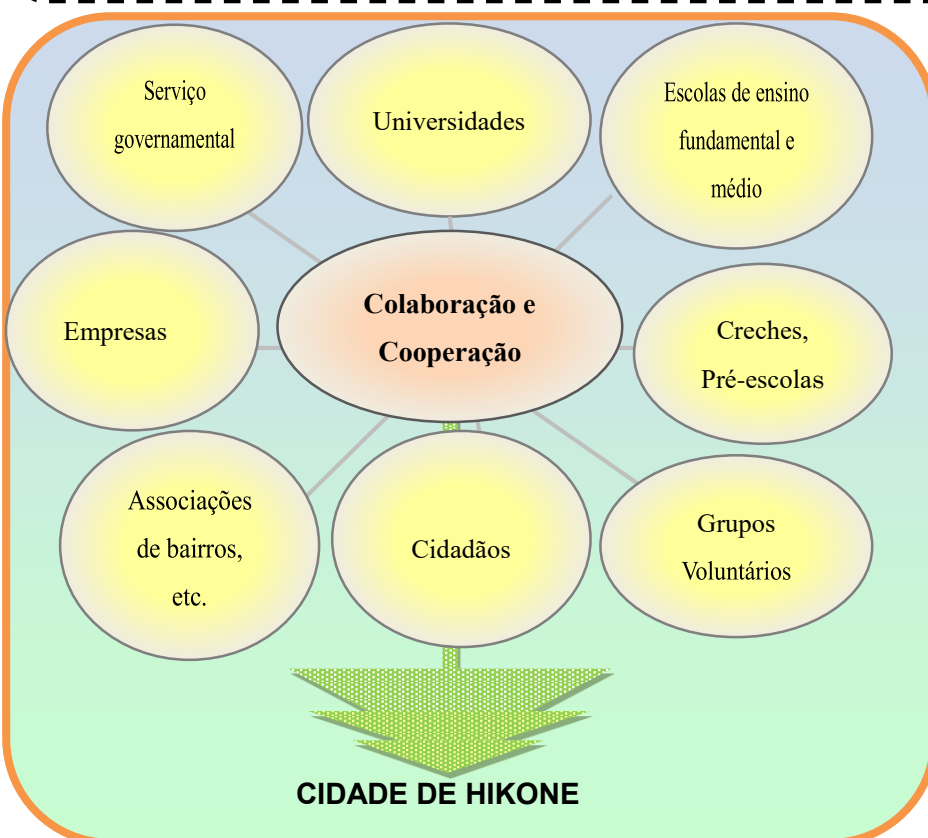 Serviço
governamental
Universidades
Escolas de ensino
fundamental e
médio
Empresas
Colaboração e
Cooperação
Creches,
Pré-escolas
Associações
de bairros,
etc.
Cidadãos
Grupos
Voluntários
CIDADE DE HIKONE